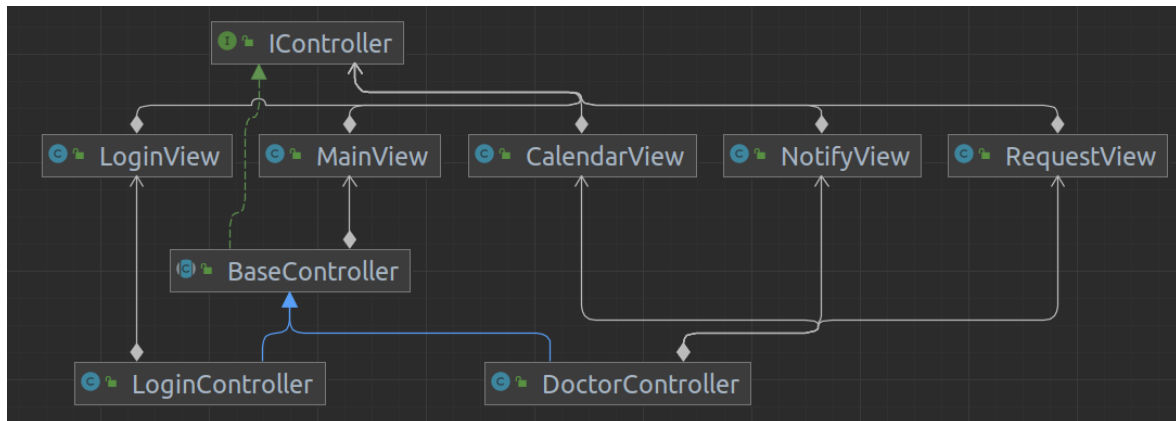 I IController
C LoginView
C MainView
C CalendarView
C NotifyView
C RequestView
C BaseController
C LoginController
C DoctorController